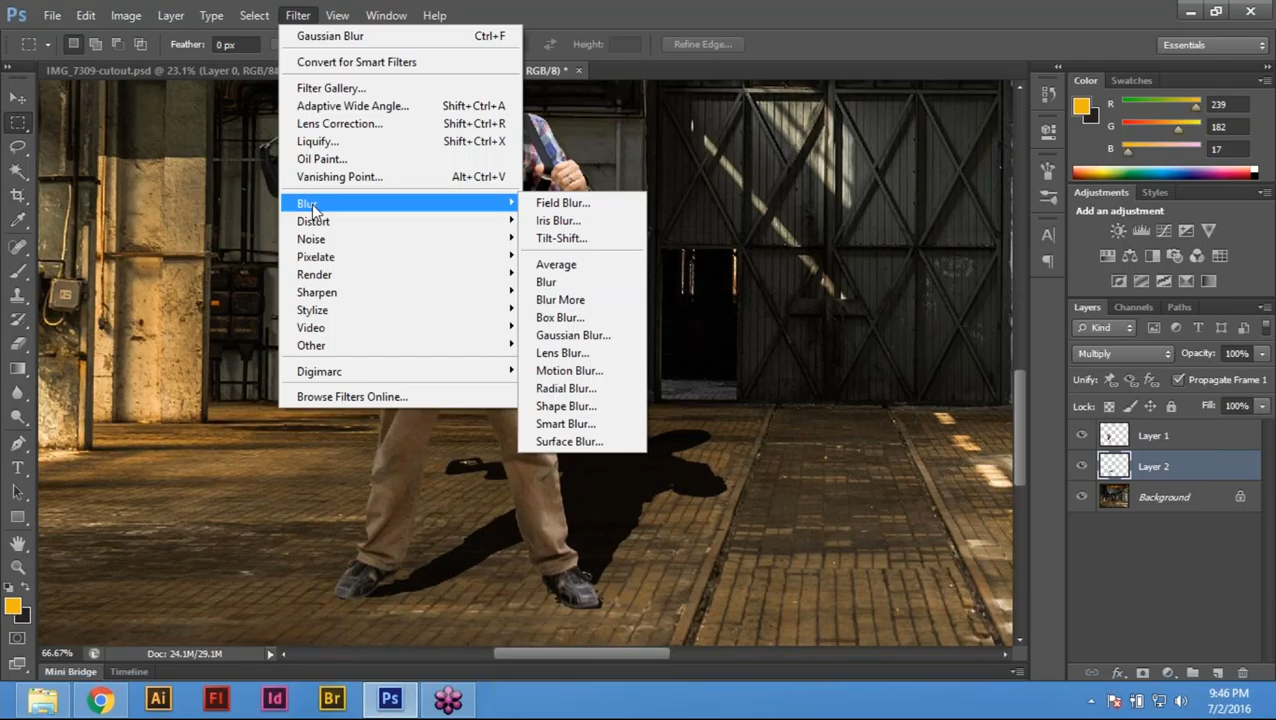 Ps File Edit Image Layer Type Select Filter View Window Help
Feather: 0 px Height: Refine Edge... Essentials
IMG_7309-cutout.psd @ 23.1% (Layer 0, RGB/8# RGB/8) * ×
Gaussian Blur Ctrl+F
Convert for Smart Filters
Filter Gallery...
Adaptive Wide Angle... Shift+Ctrl+A
Lens Correction... Shift+Ctrl+R
Liquify... Shift+Ctrl+X
Oil Paint...
Vanishing Point... Alt+Ctrl+V
Blur
Distort
Noise
Pixelate
Render
Sharpen
Stylize
Video
Other
Digimarc
Browse Filters Online...
Field Blur...
Iris Blur...
Tilt-Shift...
Average
Blur
Blur More
Box Blur...
Gaussian Blur...
Lens Blur...
Motion Blur...
Radial Blur...
Shape Blur...
Smart Blur...
Surface Blur...
Color Swatches
R 239
G 182
B 17
Adjustments Styles
Add an adjustment
Layers Channels Paths
Kind
Multiply Opacity: 100%
Unify: Propagate Frame 1
Lock: Fill: 100%
Layer 1
Layer 2
Background
66.67% Doc: 24.1M/29.1M
Mini Bridge Timeline
Ai Fl Id Br Ps
9:46 PM
7/2/2016